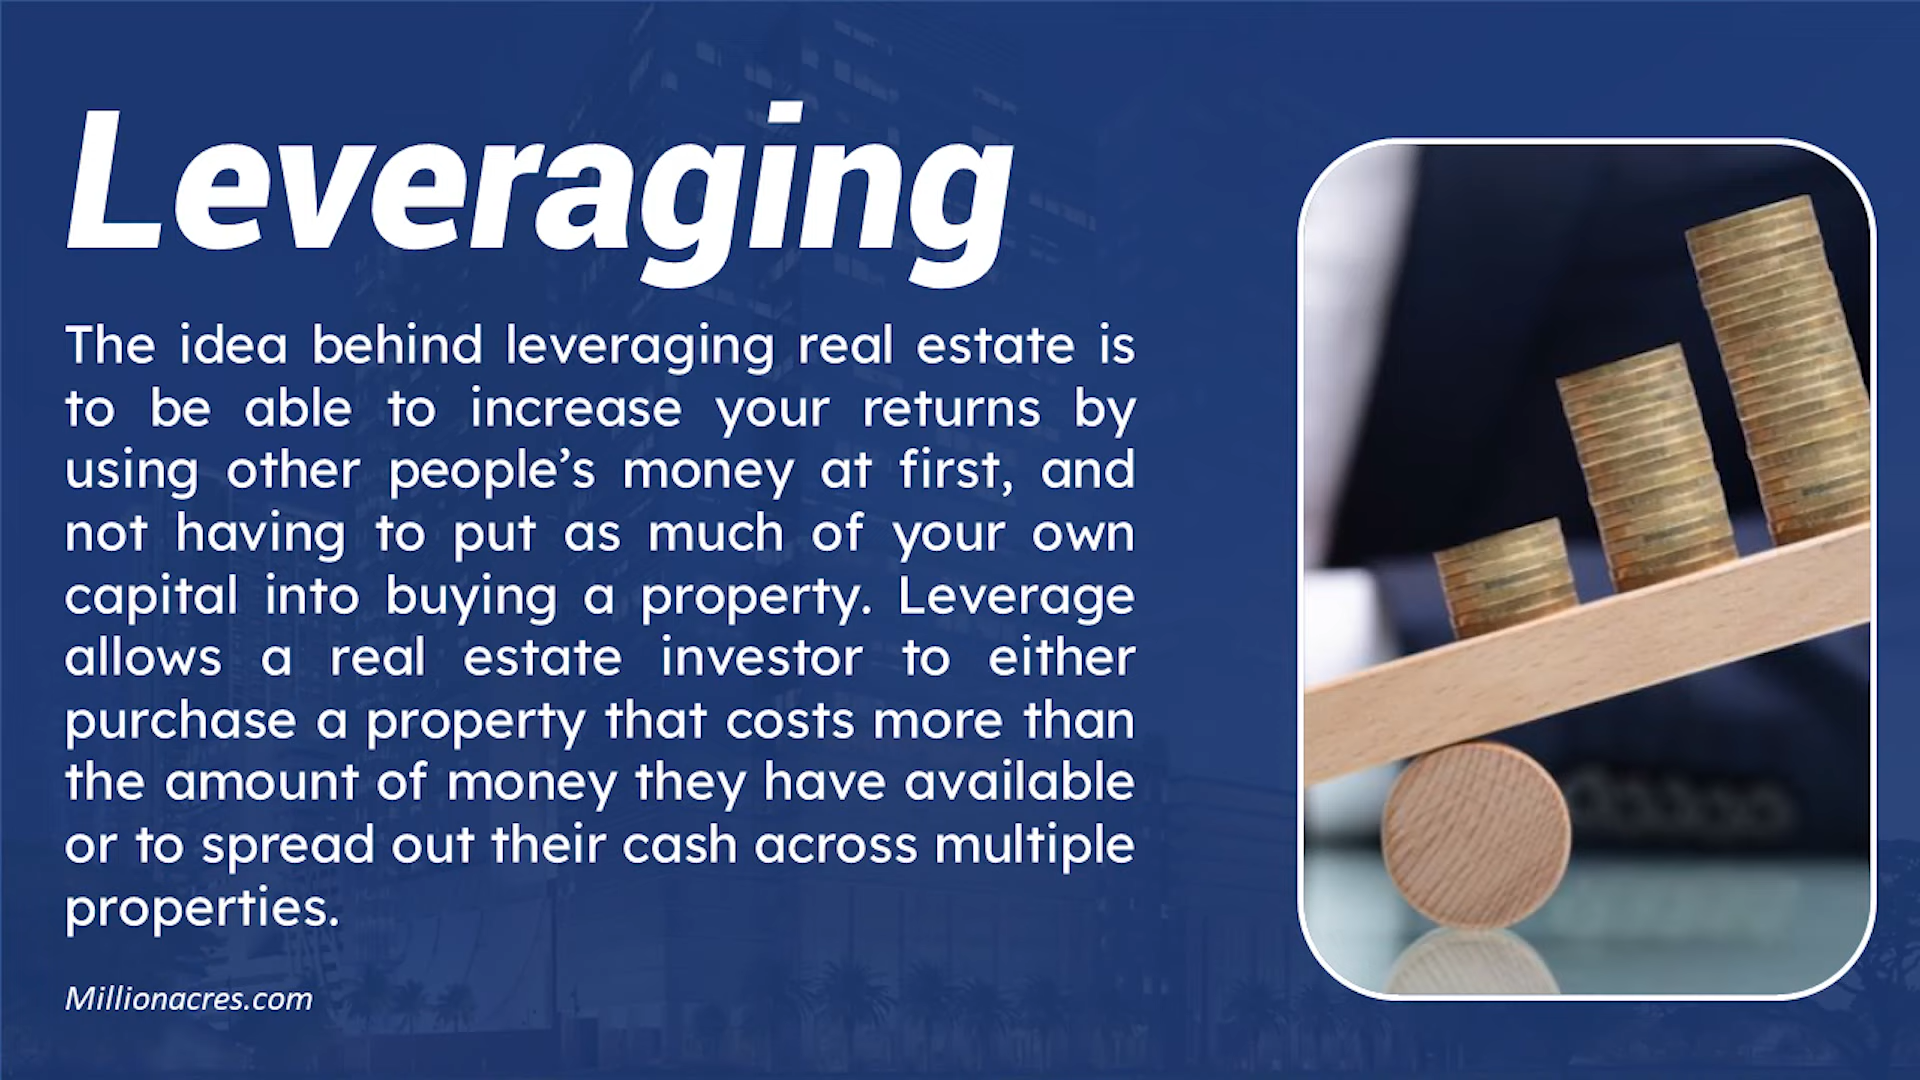 Leveraging
The idea behind leveraging real estate is
to be able to increase your returns by
using other people’s money at first, and
not having to put as much of your own
capital into buying a property. Leverage
allows a real estate investor to either
purchase a property that costs more than
the amount of money they have available
or to spread out their cash across multiple
properties.
Millionacres.com